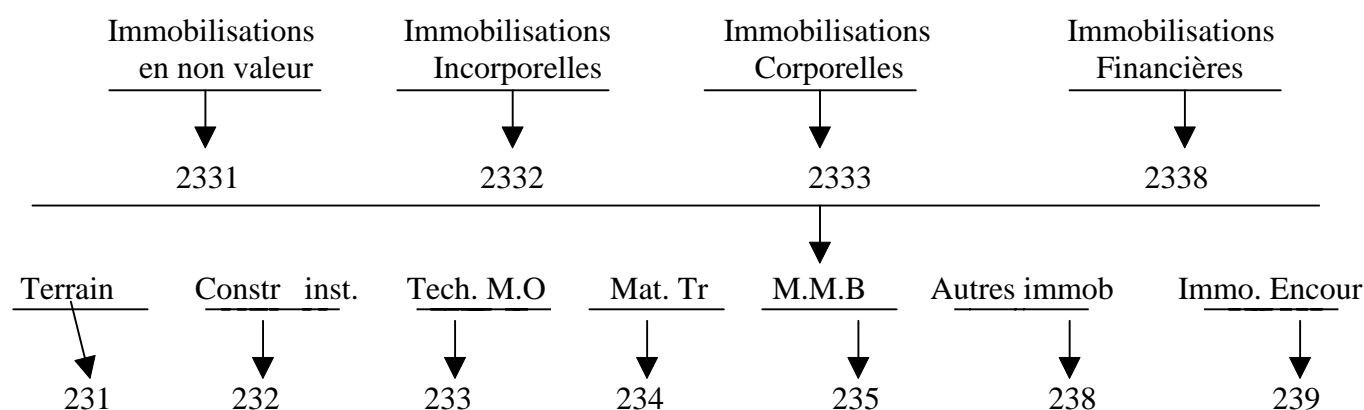 Immobilisations Immobilisations Immobilisations Immobilisations
en non valeur Incorporelles Corporelles Financières
2331 2332 2333 2338
Terrain Constr inst. Tech. M.O Mat. Tr M.M.B Autres immob Immo. Encour
231 232 233 234 235 238 239